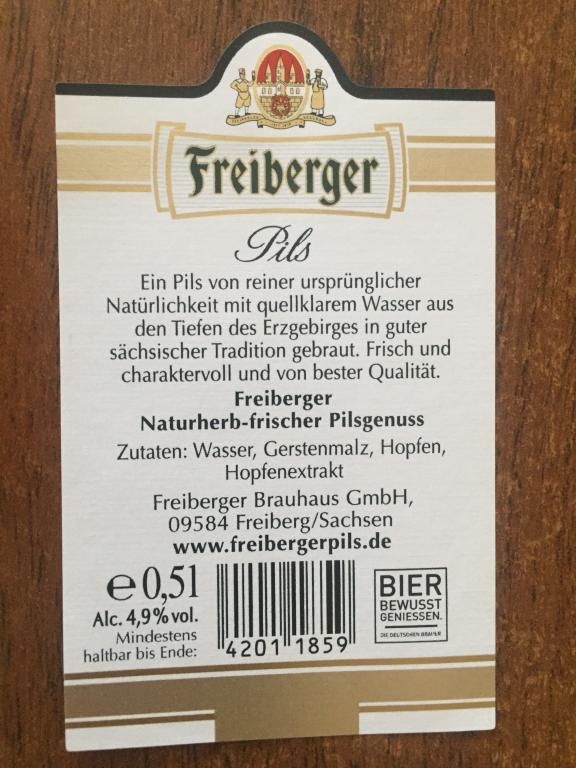 Freiberger
Pils
Ein Pils von reiner ursprünglicher
Natürlichkeit mit quellklarem Wasser aus
den Tiefen des Erzgebirges in guter
sächsischer Tradition gebraut. Frisch und
charaktervoll und von bester Qualität.
Freiberger
Naturherb-frischer Pilsgenuss
Zutaten: Wasser, Gerstenmalz, Hopfen,
Hopfenextrakt
Freiberger Brauhaus GmbH,
09584 Freiberg/Sachsen
www.freibergerpils.de
e 0,5l
Alc. 4,9% vol.
Mindestens
haltbar bis Ende:
4201 1859
BIER
BEWUSST
GENIESSEN.
DIE DEUTSCHEN BRAUER